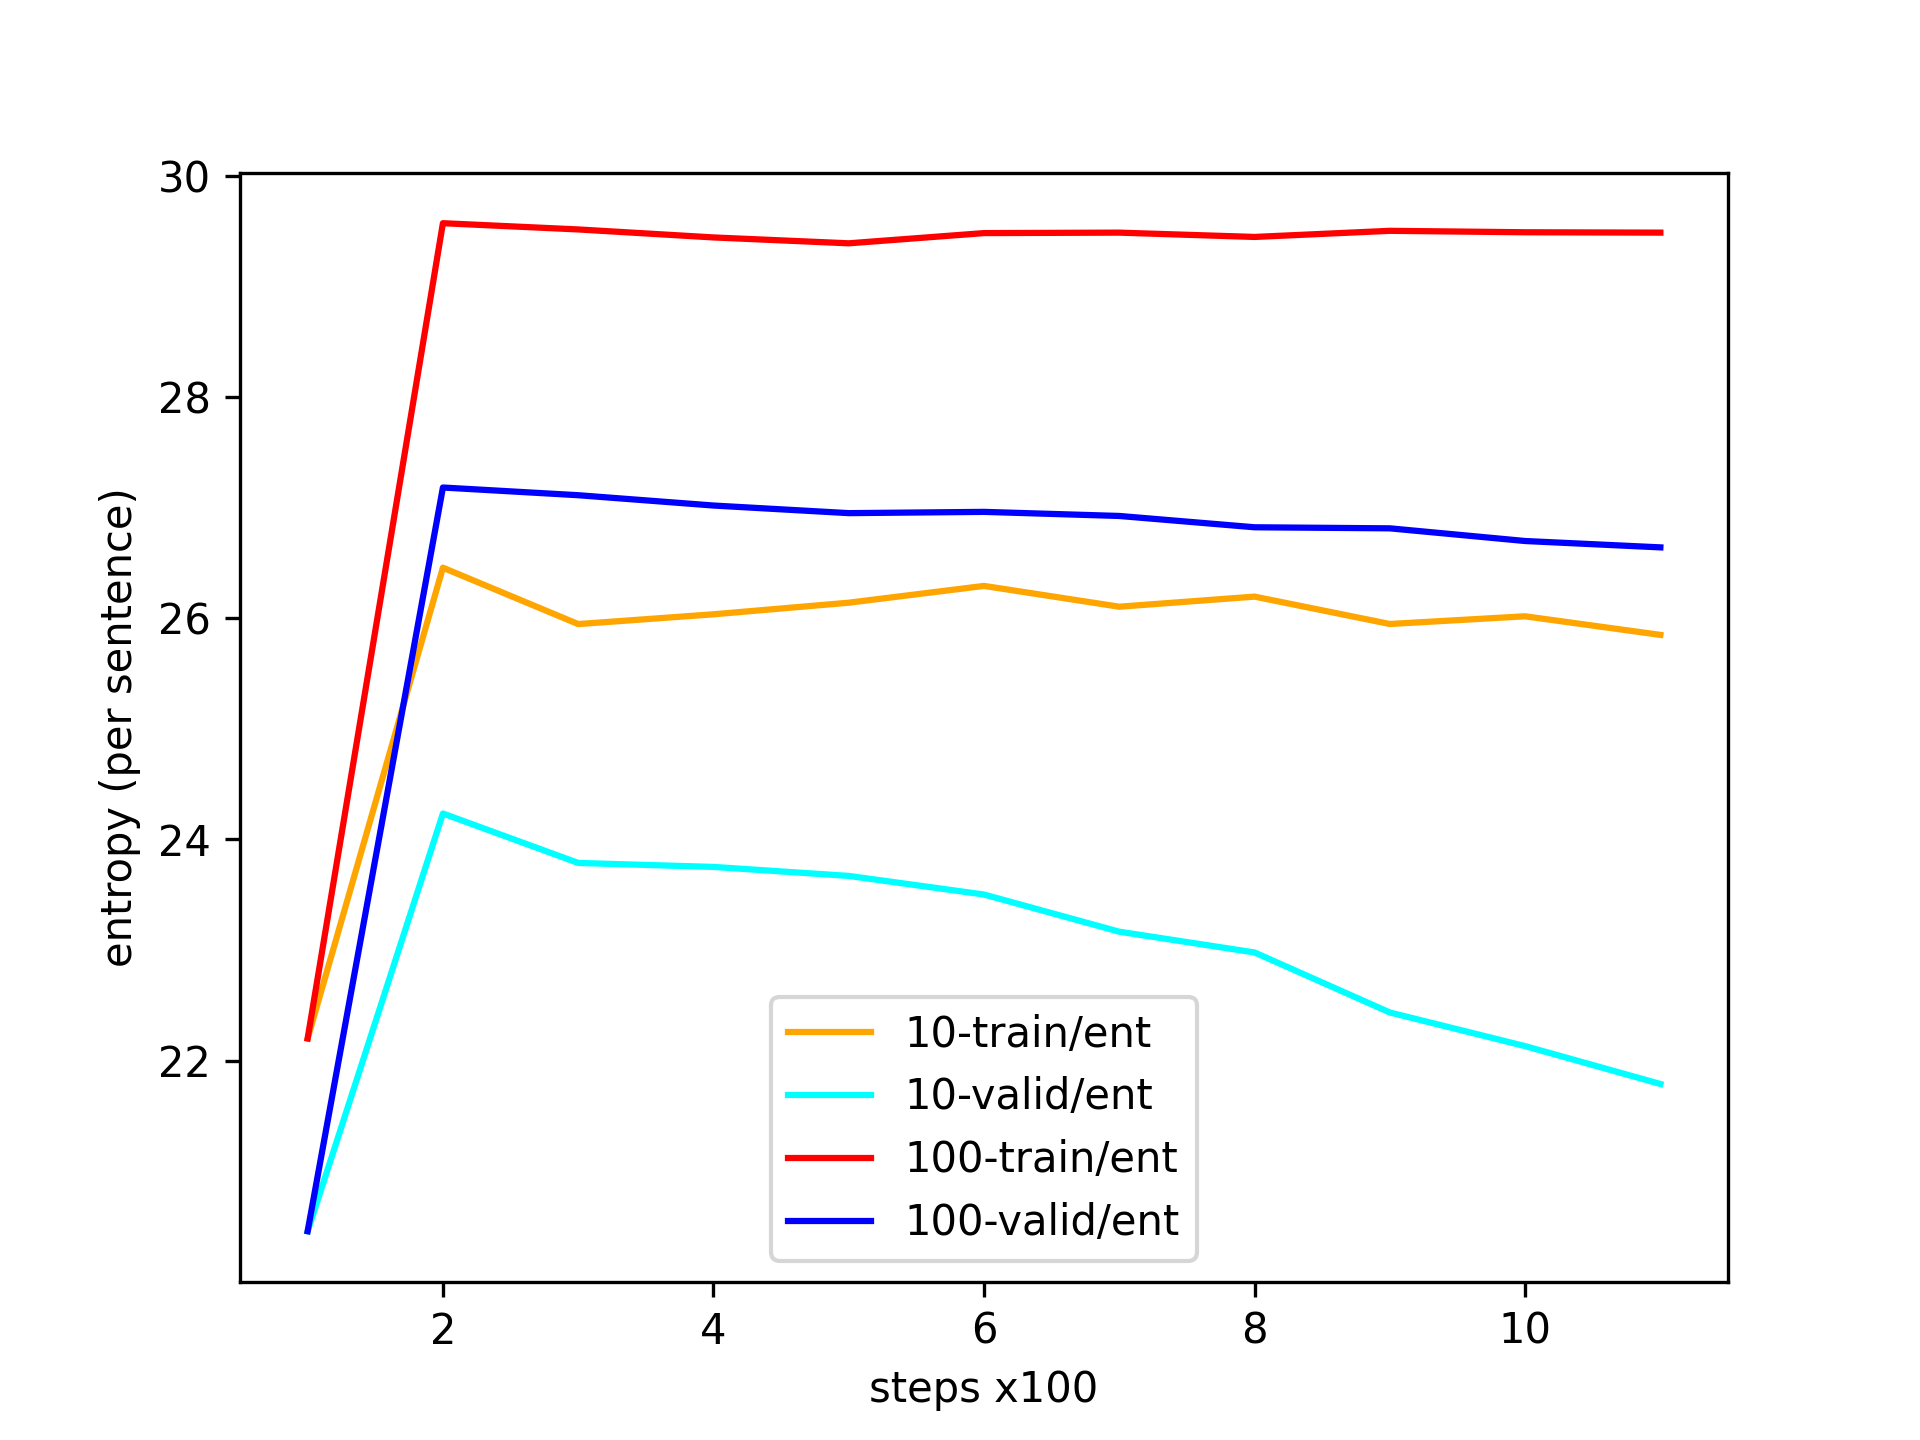 30
28
26
24
22
entropy (per sentence)
10-train/ent
10-valid/ent
100-train/ent
100-valid/ent
2 4 6 8 10
steps x100